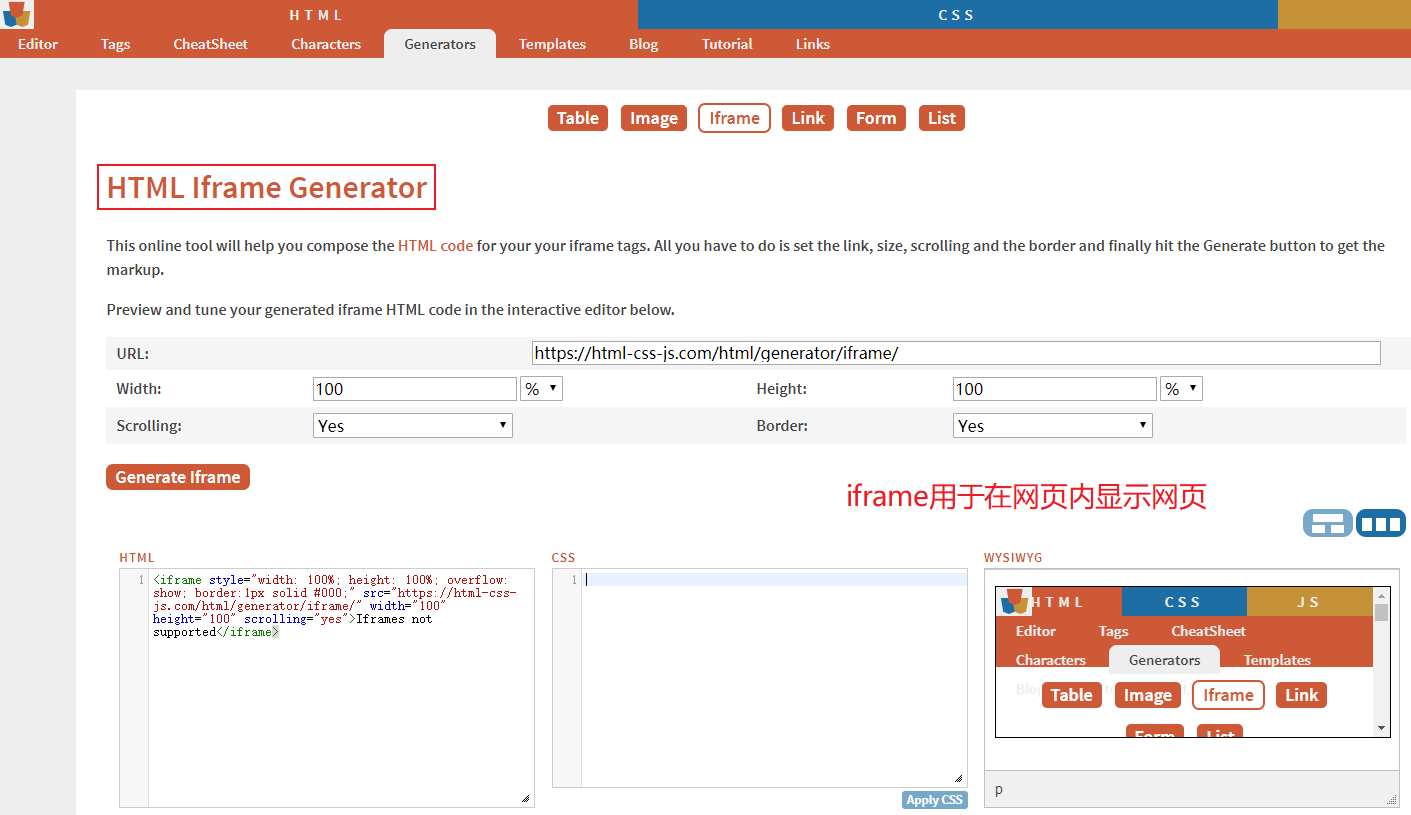 HTML CSS
Editor Tags CheatSheet Characters Generators Templates Blog Tutorial Links
Table Image Iframe Link Form List
HTML Iframe Generator
This online tool will help you compose the HTML code for your your iframe tags. All you have to do is set the link, size, scrolling and the border and finally hit the Generate button to get the
markup.
Preview and tune your generated iframe HTML code in the interactive editor below.
URL: https://html-css-js.com/html/generator/iframe/
Width: 100 % Height: 100 %
Scrolling: Yes Border: Yes
Generate Iframe
iframe用于在网页内显示网页
HTML
1 <iframe style="width: 100%; height: 100%; overflow:
show; border:1px solid #000;" src="https://html-css-
js.com/html/generator/iframe/" width="100"
height="100" scrolling="yes">Iframes not
supported</iframe>
CSS
1
Apply CSS
WYSIWYG
HTML CSS JS
Editor Tags CheatSheet
Characters Generators Templates
Table Image Iframe Link
Form List
p